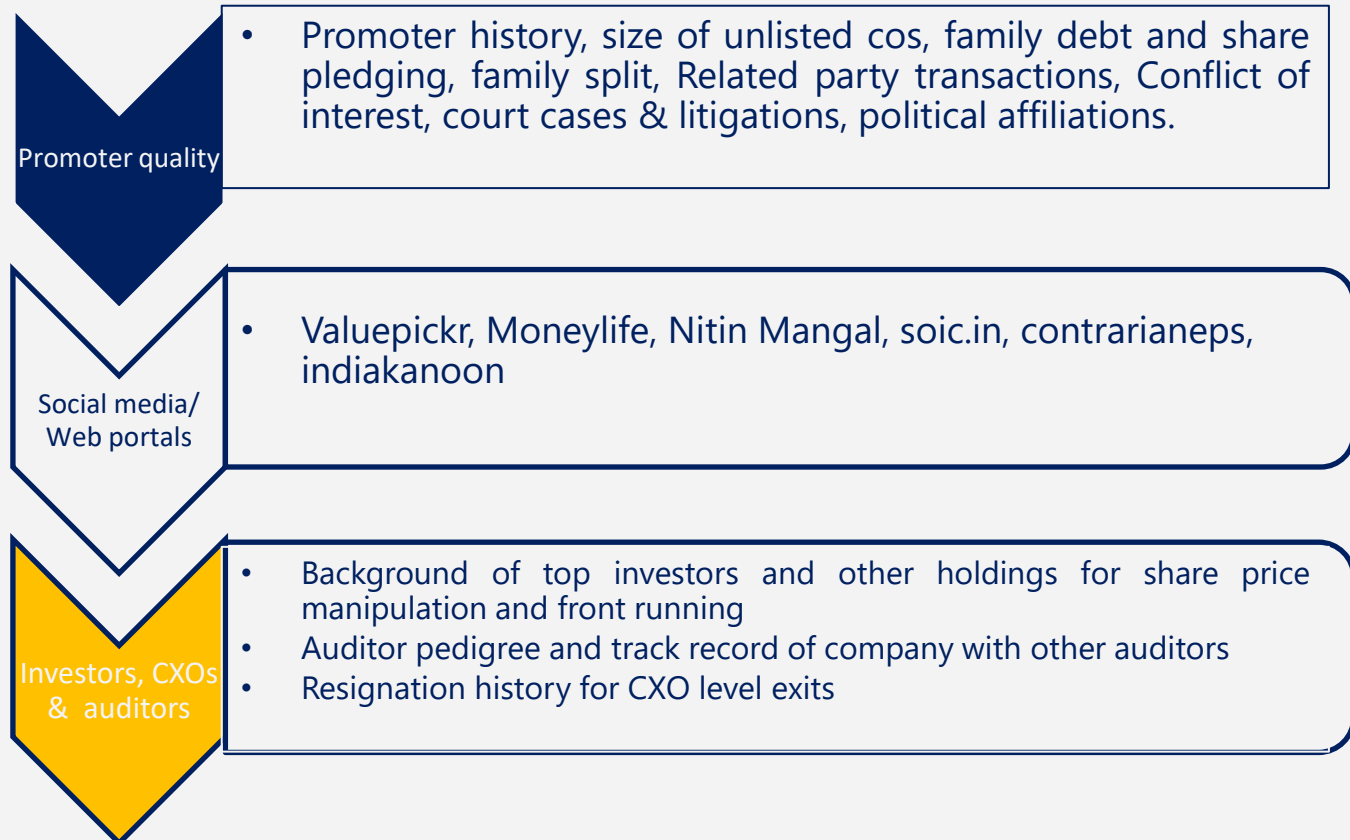 Promoter quality
• Promoter history, size of unlisted cos, family debt and share
pledging, family split, Related party transactions, Conflict of
interest, court cases & litigations, political affiliations.
Social media/
Web portals
• Valuepickr, Moneylife, Nitin Mangal, soic.in, contrarianeps,
indiakanoon
Investors, CXOs
& auditors
• Background of top investors and other holdings for share price
manipulation and front running
• Auditor pedigree and track record of company with other auditors
• Resignation history for CXO level exits